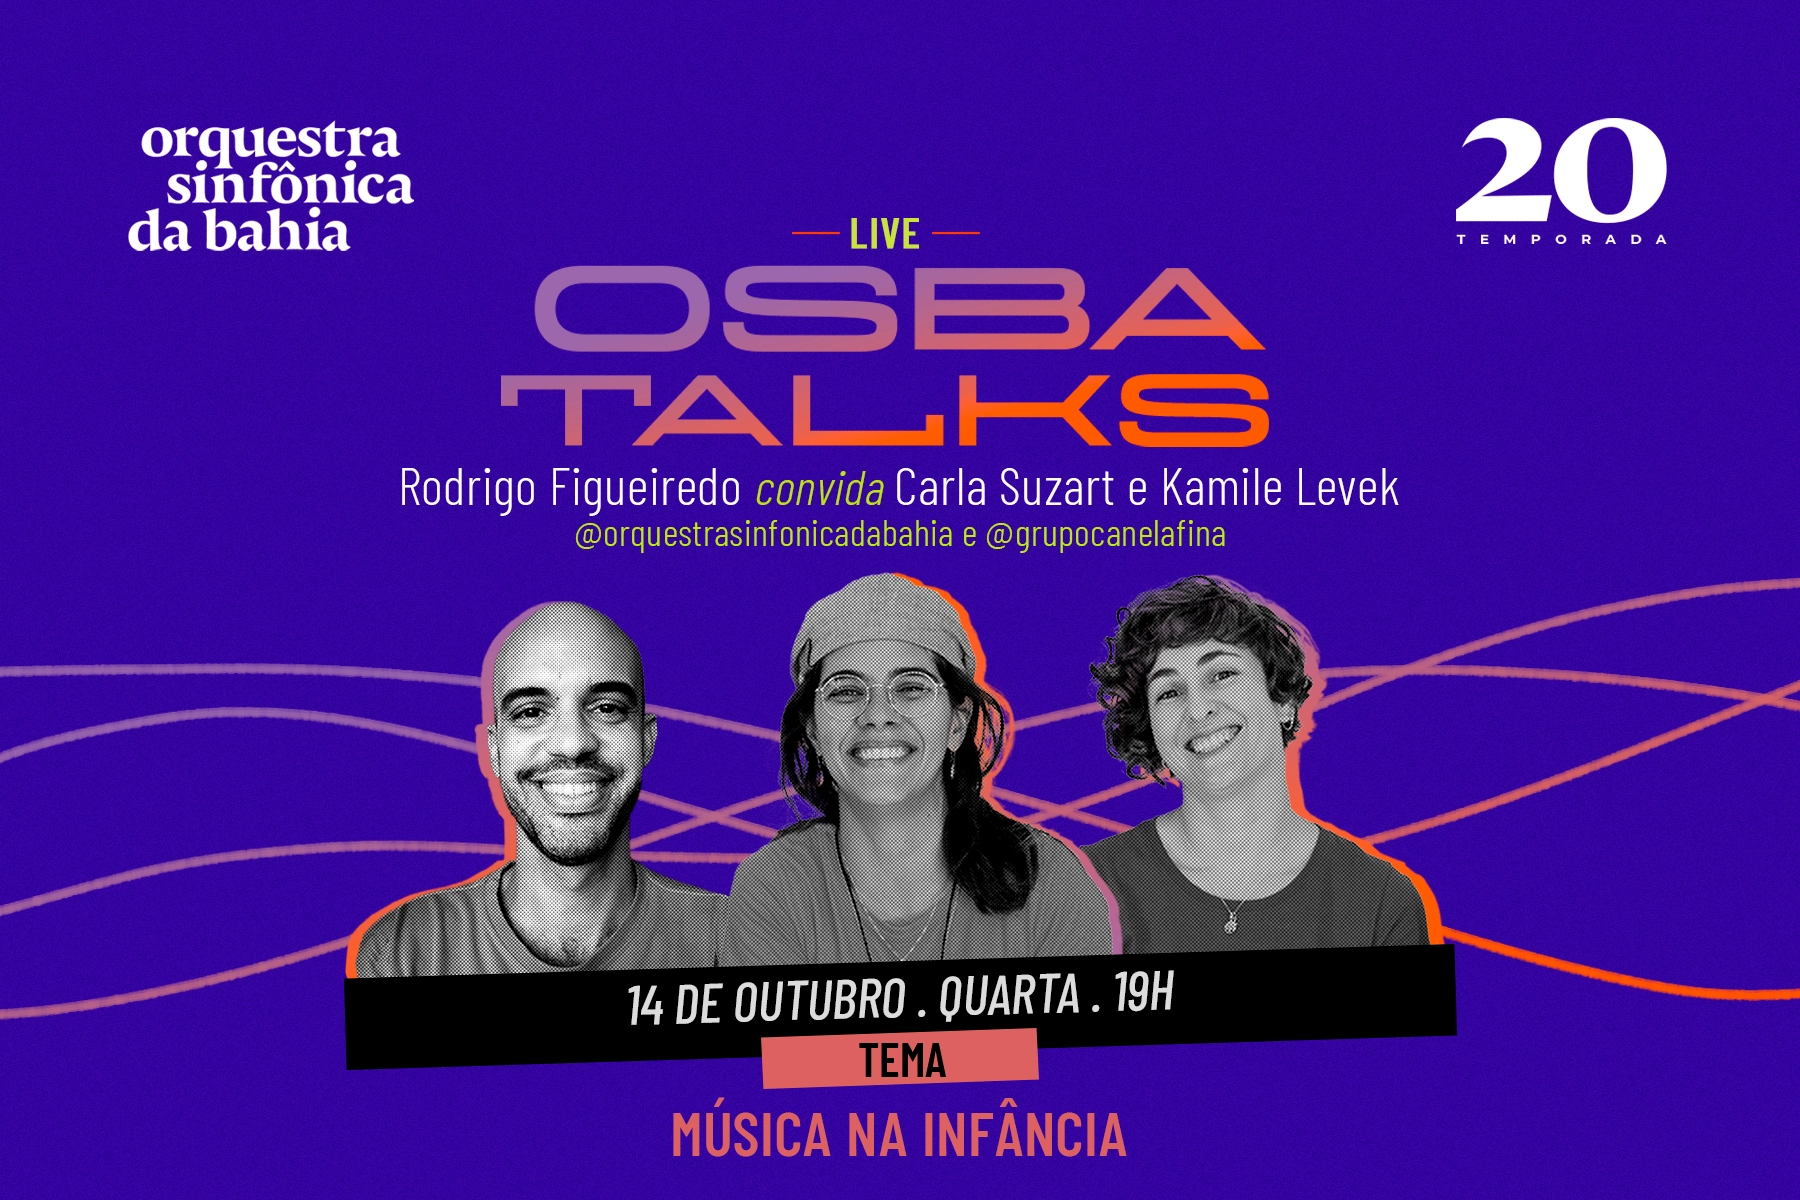 orquestra
sinfônica
da bahia
20
TEMPORADA
LIVE
OSBA
TALKS
Rodrigo Figueiredo convida Carla Suzart e Kamile Levek
@orquestrasinfonicadabahia e @grupocanelafina
14 DE OUTUBRO . QUARTA . 19H
TEMA
MÚSICA NA INFÂNCIA